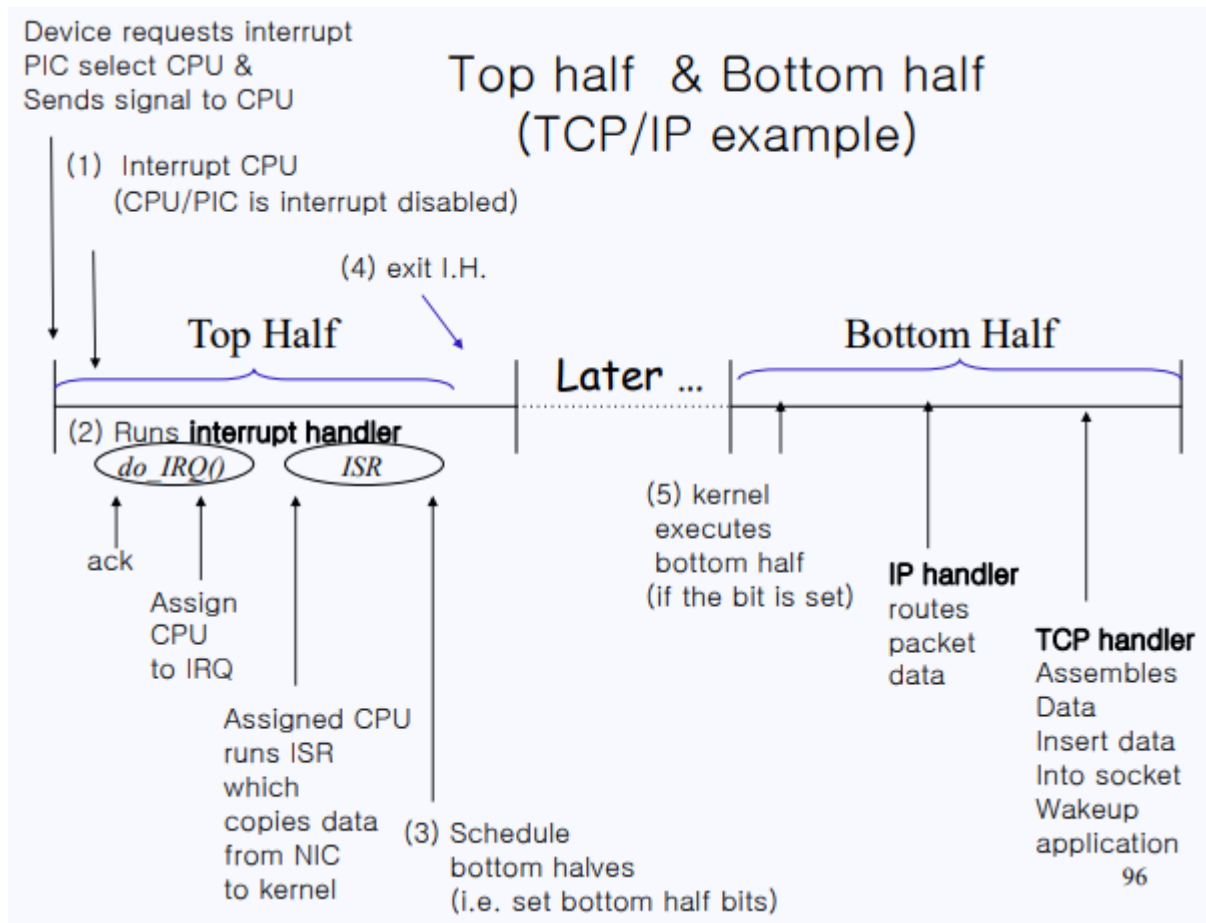 Device requests interrupt
PIC select CPU &
Sends signal to CPU
Top half & Bottom half
(TCP/IP example)
(1) Interrupt CPU
(CPU/PIC is interrupt disabled)
(4) exit I.H.
Top Half
Later ...
Bottom Half
(2) Runs interrupt handler
do_IRQ()
ISR
ack
Assign
CPU
to IRQ
Assigned CPU
runs ISR
which
copies data
from NIC
to kernel
(3) Schedule
bottom halves
(i.e. set bottom half bits)
(5) kernel
executes
bottom half
(if the bit is set)
IP handler
routes
packet
data
TCP handler
Assembles
Data
Insert data
Into socket
Wakeup
application
96